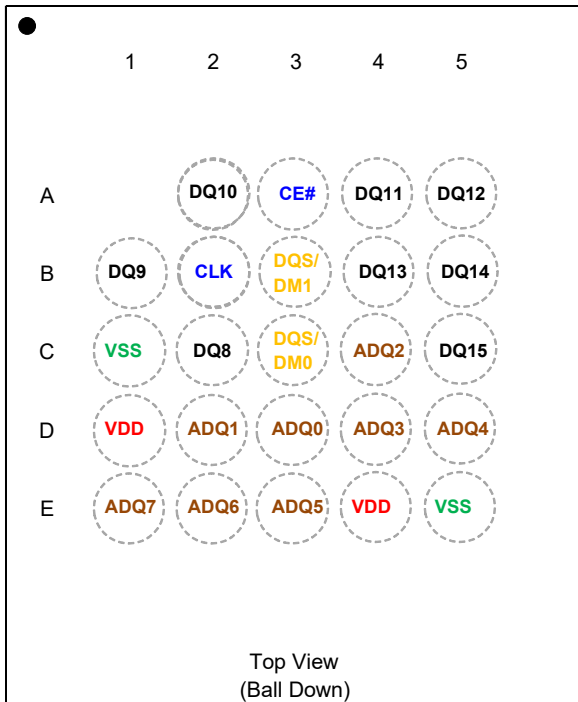 1 2 3 4 5
A DQ10 CE# DQ11 DQ12
B DQ9 CLK DQS/ DM1 DQ13 DQ14
C VSS DQ8 DQS/ DM0 ADQ2 DQ15
D VDD ADQ1 ADQ0 ADQ3 ADQ4
E ADQ7 ADQ6 ADQ5 VDD VSS
Top View
(Ball Down)